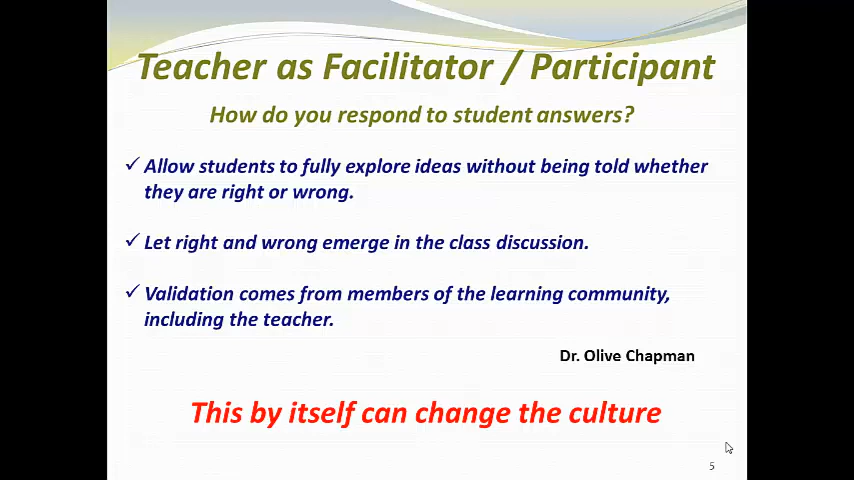 Teacher as Facilitator / Participant
How do you respond to student answers?
✓ Allow students to fully explore ideas without being told whether
they are right or wrong.
✓ Let right and wrong emerge in the class discussion.
✓ Validation comes from members of the learning community,
including the teacher.
Dr. Olive Chapman
This by itself can change the culture
5